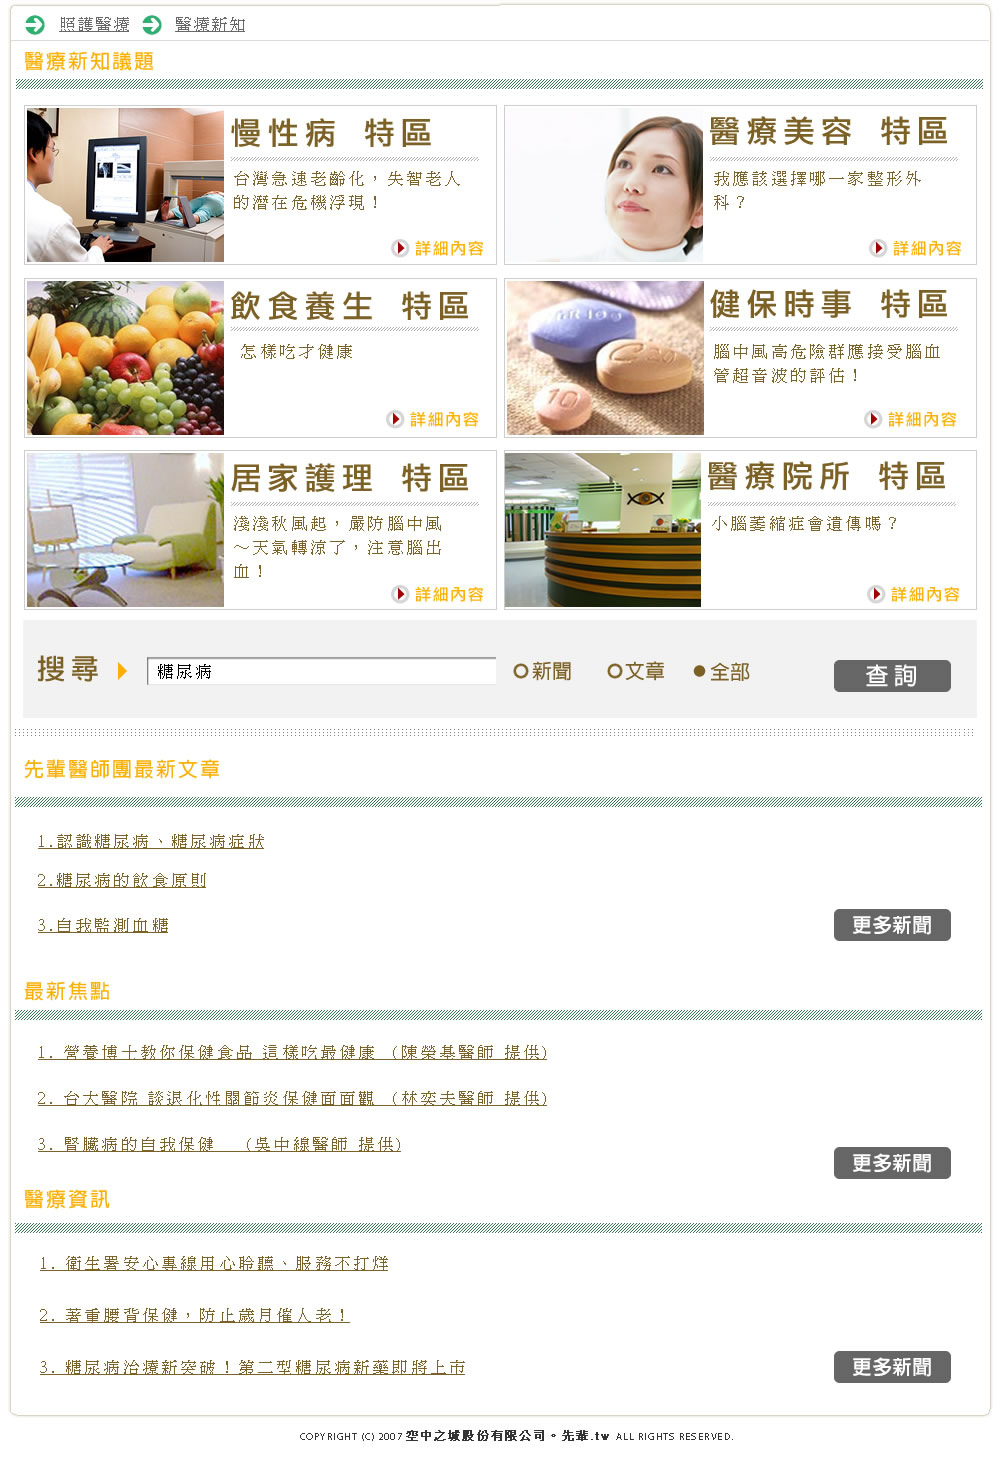 照護醫療 醫療新知
醫療新知議題
慢性病 特區
台灣急速老齡化，失智老人
的潛在危機浮現！
詳細內容
醫療美容 特區
我應該選擇哪一家整形外
科？
詳細內容
飲食養生 特區
怎樣吃才健康
詳細內容
健保時事 特區
腦中風高危險群應接受腦血
管超音波的評估！
詳細內容
居家護理 特區
淺淺秋風起，嚴防腦中風
～天氣轉涼了，注意腦出
血！
詳細內容
醫療院所 特區
小腦萎縮症會遺傳嗎？
詳細內容
搜尋 糖尿病 新聞 文章 全部 查詢
先輩醫師團最新文章
1.認識糖尿病、糖尿病症狀
2.糖尿病的飲食原則
3.自我監測血糖
更多新聞
最新焦點
1. 營養博士教你保健食品 這樣吃最健康 (陳榮基醫師 提供)
2. 台大醫院 談退化性關節炎保健面面觀 (林奕夫醫師 提供)
3. 腎臟病的自我保健 (吳中線醫師 提供)
更多新聞
醫療資訊
1. 衛生署安心專線用心聆聽、服務不打烊
2. 著重腰背保健，防止歲月催人老！
3. 糖尿病治療新突破！第二型糖尿病新藥即將上市
更多新聞
COPYRIGHT (C) 2007 空中之城股份有限公司。先輩.tw ALL RIGHTS RESERVED.